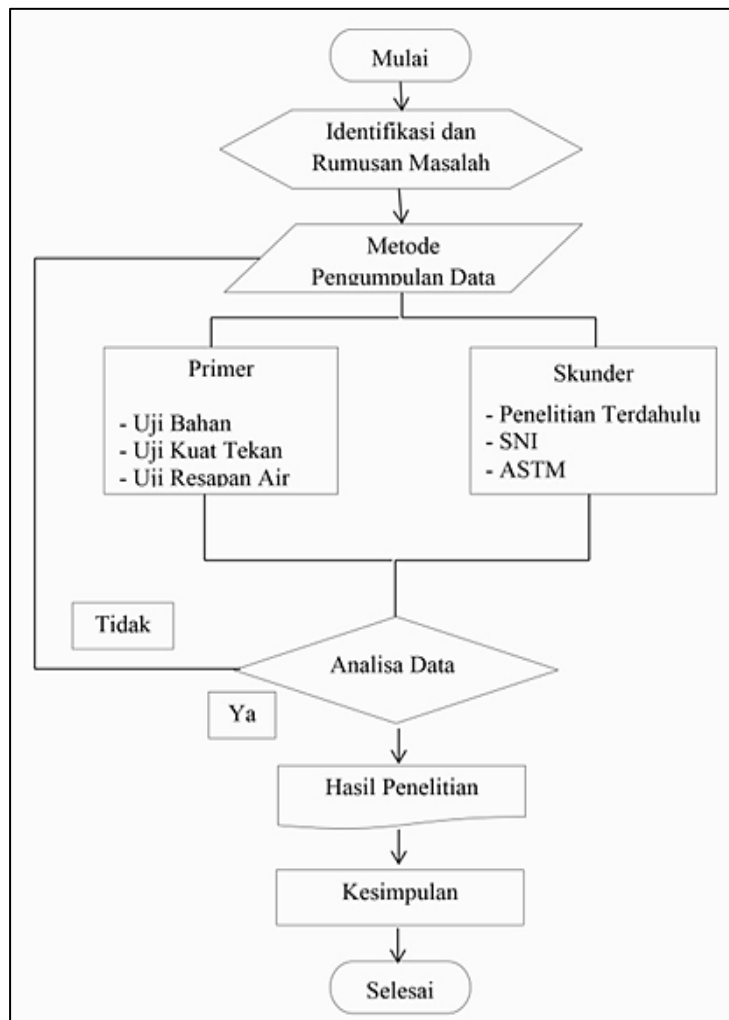 Mulai
Identifikasi dan
Rumusan Masalah
Metode
Pengumpulan Data
Primer
- Uji Bahan
- Uji Kuat Tekan
- Uji Resapan Air
Skunder
- Penelitian Terdahulu
- SNI
- ASTM
Tidak
Analisa Data
Ya
Hasil Penelitian
Kesimpulan
Selesai